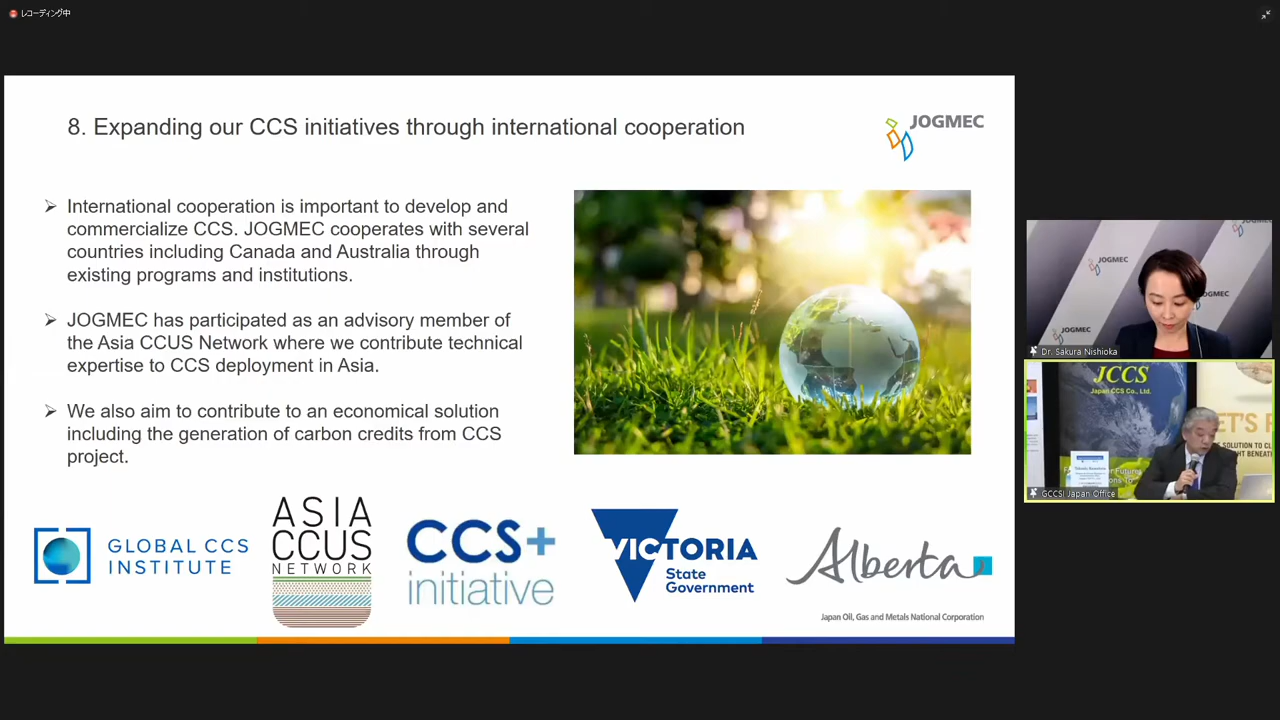 レコーディング中
8. Expanding our CCS initiatives through international cooperation
JOGMEC
➢ International cooperation is important to develop and
commercialize CCS. JOGMEC cooperates with several
countries including Canada and Australia through
existing programs and institutions.
➢ JOGMEC has participated as an advisory member of
the Asia CCUS Network where we contribute technical
expertise to CCS deployment in Asia.
➢ We also aim to contribute to an economical solution
including the generation of carbon credits from CCS
project.
GLOBAL CCS
INSTITUTE
ASIA
CCUS
NETWORK
CCS+
initiative
VICTORIA
State
Government
Alberta
Japan Oil, Gas and Metals National Corporation
JOGMEC
JOGMEC
JOGMEC
Dr. Sakura Nishioka
JCCS
Japan CCS Co., Ltd.
GCCSI Japan Office